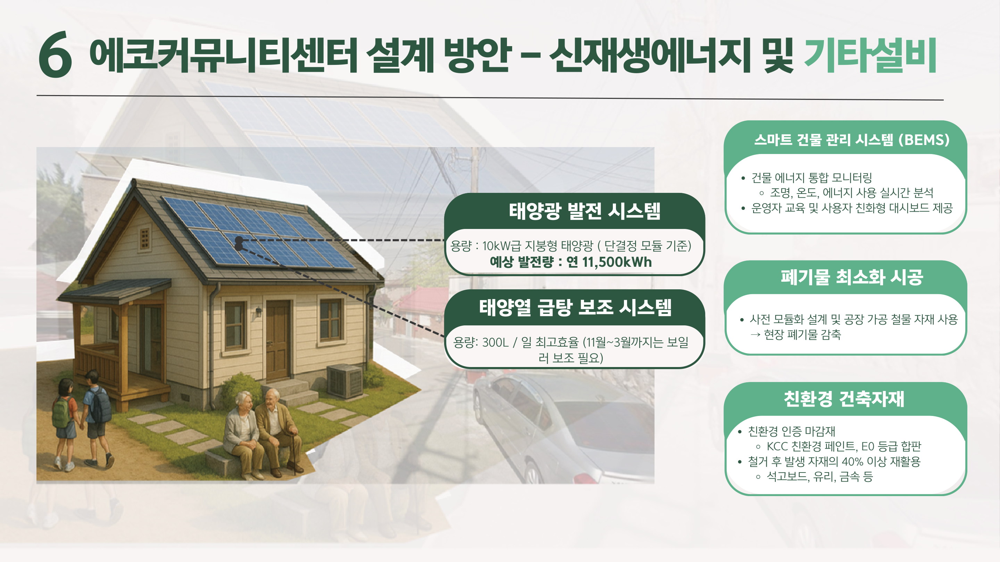 6 에코커뮤니티센터 설계 방안 – 신재생에너지 및 기타설비
태양광 발전 시스템
용량 : 10kW급 지붕형 태양광 ( 단결정 모듈 기준)
예상 발전량 : 연 11,500kWh
태양열 급탕 보조 시스템
용량: 300L / 일 최고효율 (11월~3월까지는 보일
러 보조 필요)
스마트 건물 관리 시스템 (BEMS)
• 건물 에너지 통합 모니터링
◦ 조명, 온도, 에너지 사용 실시간 분석
• 운영자 교육 및 사용자 친화형 대시보드 제공
폐기물 최소화 시공
• 사전 모듈화 설계 및 공장 가공 철물 자재 사용
→ 현장 폐기물 감축
친환경 건축자재
• 친환경 인증 마감재
◦ KCC 친환경 페인트, E0 등급 합판
• 철거 후 발생 자재의 40% 이상 재활용
◦ 석고보드, 유리, 금속 등